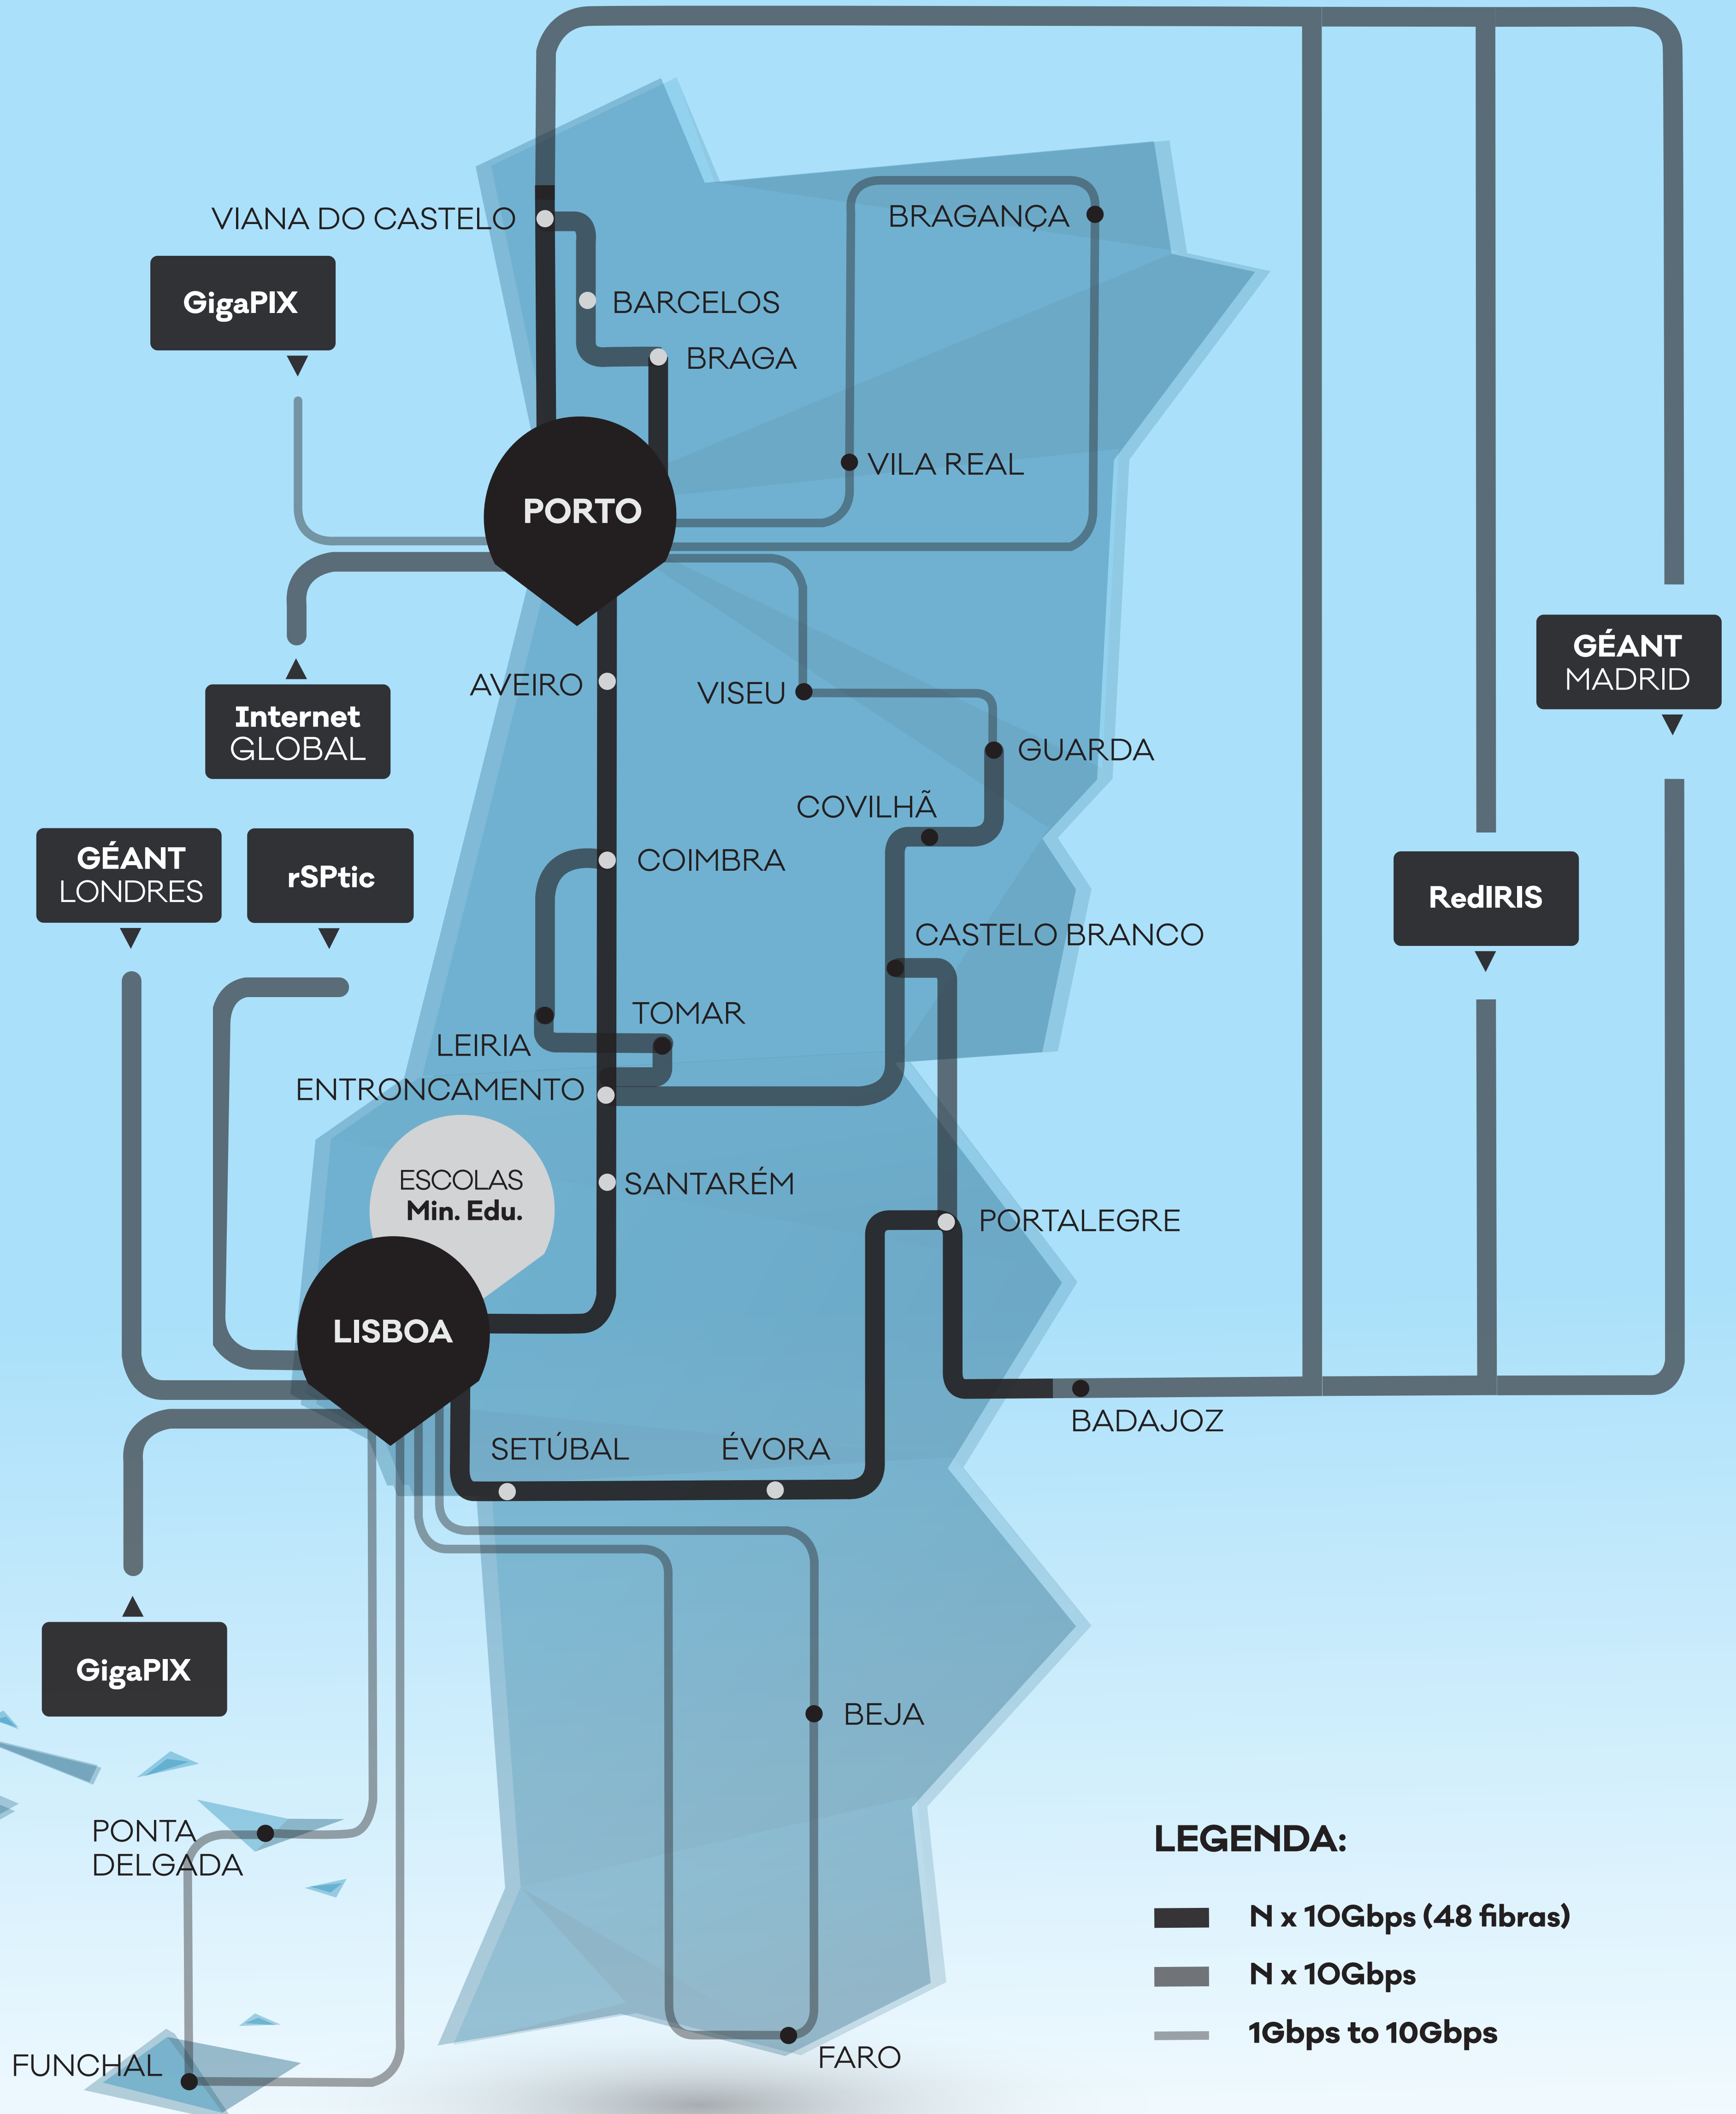 VIANA DO CASTELO
BRAGANÇA
GigaPIX
BARCELOS
BRAGA
VILA REAL
PORTO
GÉANT
MADRID
AVEIRO
VISEU
Internet
GLOBAL
GUARDA
COVILHÃ
GÉANT
LONDRES
rSPtic
COIMBRA
RedIRIS
CASTELO BRANCO
TOMAR
LEIRIA
ENTRONCAMENTO
ESCOLAS
Min. Edu.
SANTARÉM
PORTALEGRE
LISBOA
BADAJOZ
SETÚBAL
ÉVORA
GigaPIX
BEJA
PONTA
DELGADA
FUNCHAL
FARO
LEGENDA:
N x 10Gbps (48 fibras)
N x 10Gbps
1Gbps to 10Gbps